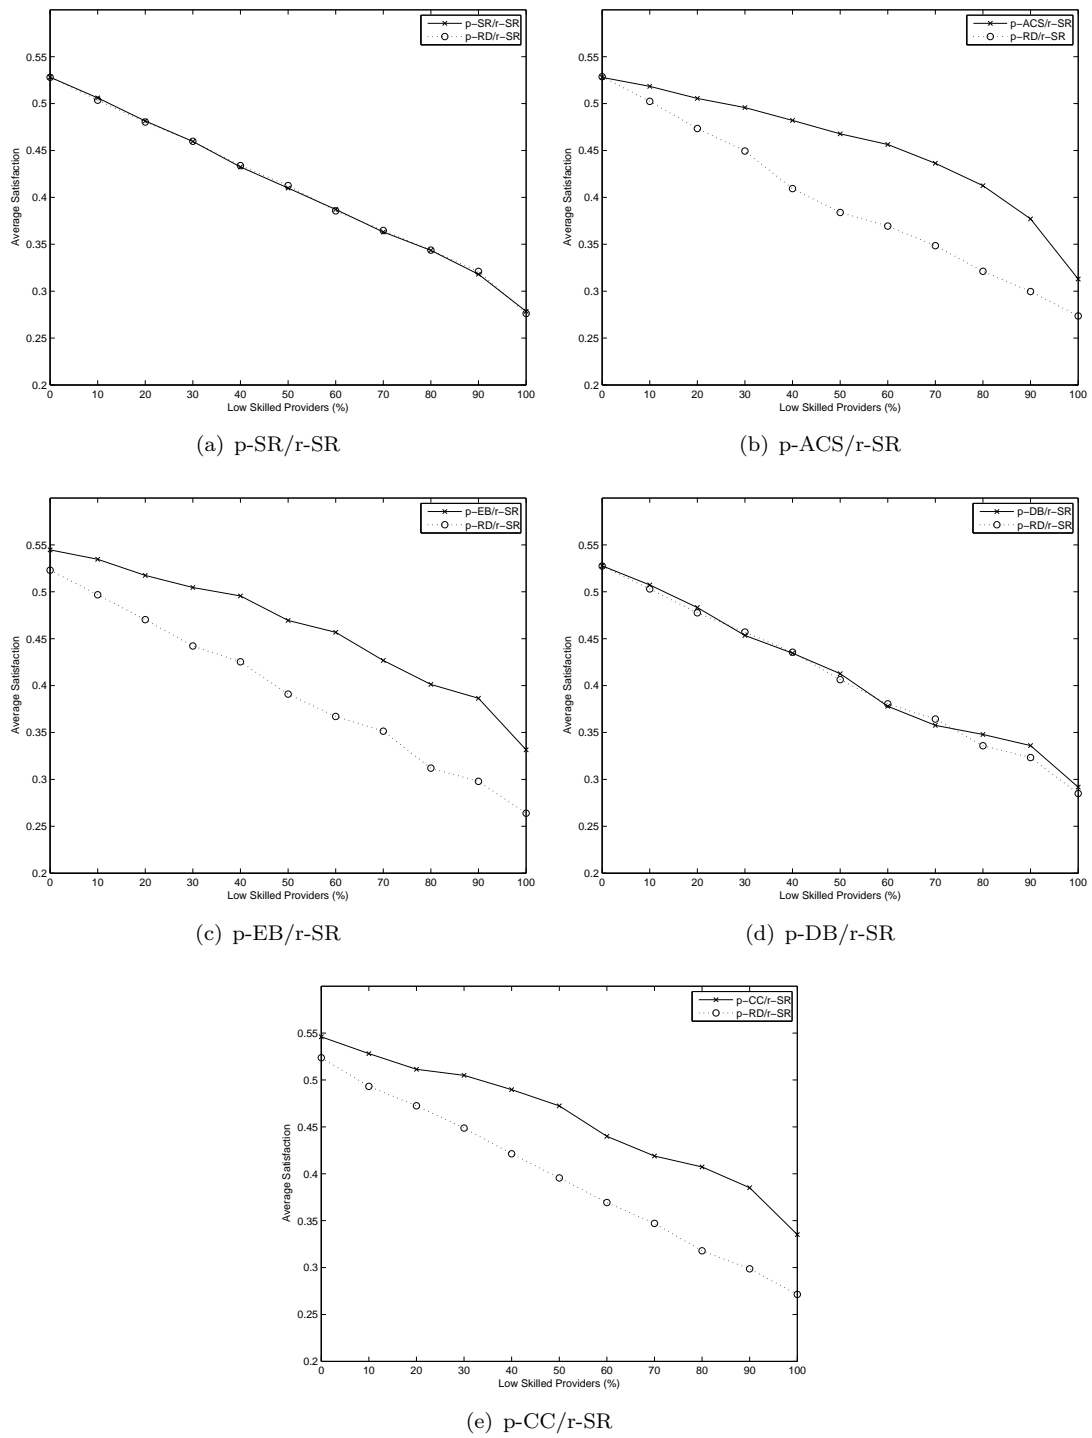 p−SR/r−SR
p−RD/r−SR
0.55
0.5
0.45
0.4
0.35
0.3
0.25
0.2
Average Satisfaction
0 10 20 30 40 50 60 70 80 90 100
Low Skilled Providers (%)
(a) p-SR/r-SR
p−ACS/r−SR
p−RD/r−SR
0.55
0.5
0.45
0.4
0.35
0.3
0.25
0.2
Average Satisfaction
0 10 20 30 40 50 60 70 80 90 100
Low Skilled Providers (%)
(b) p-ACS/r-SR
p−EB/r−SR
p−RD/r−SR
0.55
0.5
0.45
0.4
0.35
0.3
0.25
0.2
Average Satisfaction
0 10 20 30 40 50 60 70 80 90 100
Low Skilled Providers (%)
(c) p-EB/r-SR
p−DB/r−SR
p−RD/r−SR
0.55
0.5
0.45
0.4
0.35
0.3
0.25
0.2
Average Satisfaction
0 10 20 30 40 50 60 70 80 90 100
Low Skilled Providers (%)
(d) p-DB/r-SR
p−CC/r−SR
p−RD/r−SR
0.55
0.5
0.45
0.4
0.35
0.3
0.25
0.2
Average Satisfaction
0 10 20 30 40 50 60 70 80 90 100
Low Skilled Providers (%)
(e) p-CC/r-SR